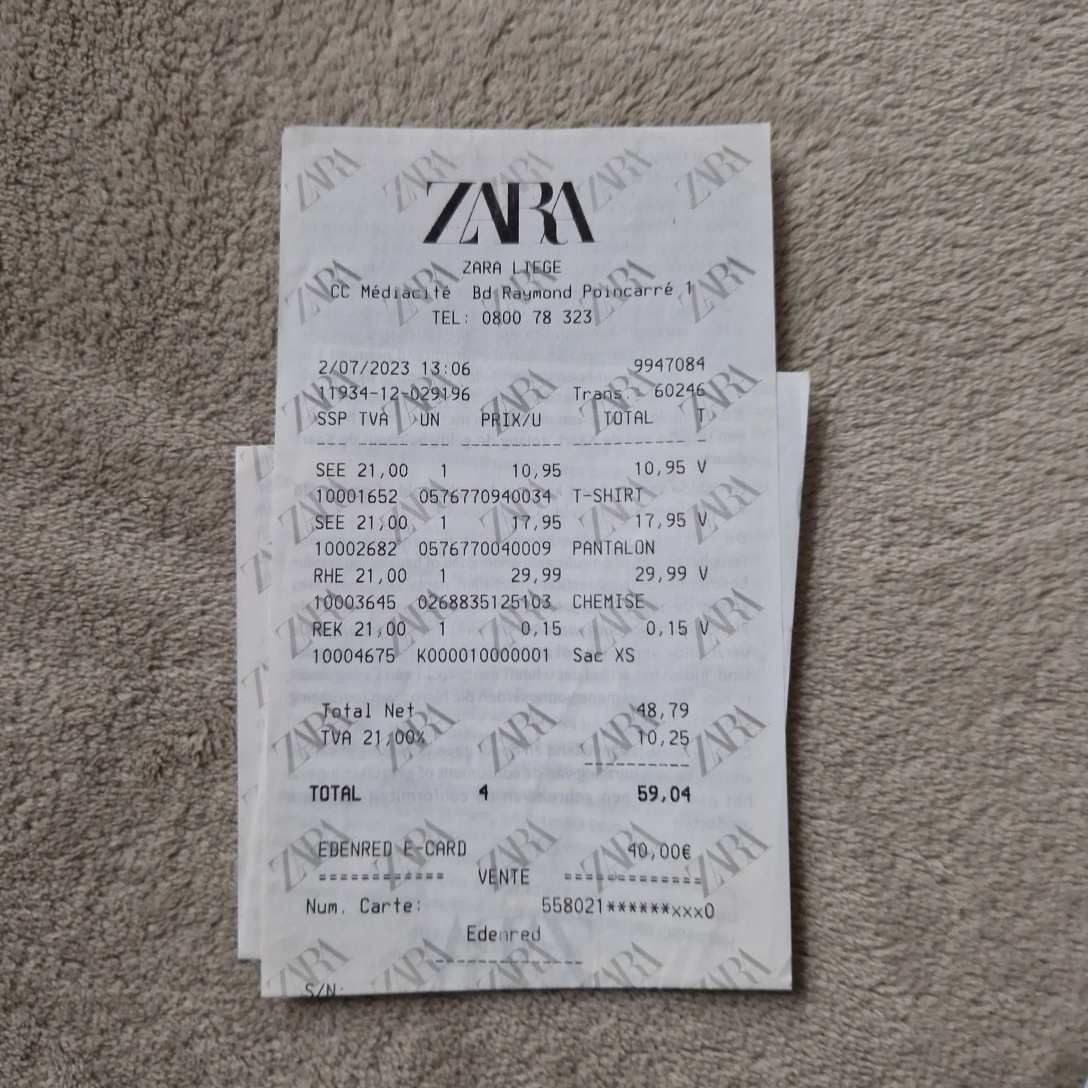 ZARA
ZARA LIEGE
CC Médiacité Bd Raymond Poincarré 1
TEL: 0800 78 323
2/07/2023 13:06 9947084
11934-12-029196 Trans.: 60246
SSP TVA UN PRIX/U TOTAL T
SEE 21,00 1 10,95 10,95 V
10001652 0576770940034 T-SHIRT
SEE 21,00 1 17,95 17,95 V
10002682 0576770040009 PANTALON
RHE 21,00 1 29,99 29,99 V
10003645 0268835125103 CHEMISE
REK 21,00 1 0,15 0,15 V
10004675 K000010000001 Sac XS
Total Net 48,79
TVA 21,00% 10,25
TOTAL 4 59,04
EDENRED E-CARD 40,00€
============ VENTE =============
Num. Carte: 558021******xxx0
Edenred
--------------
S/N: